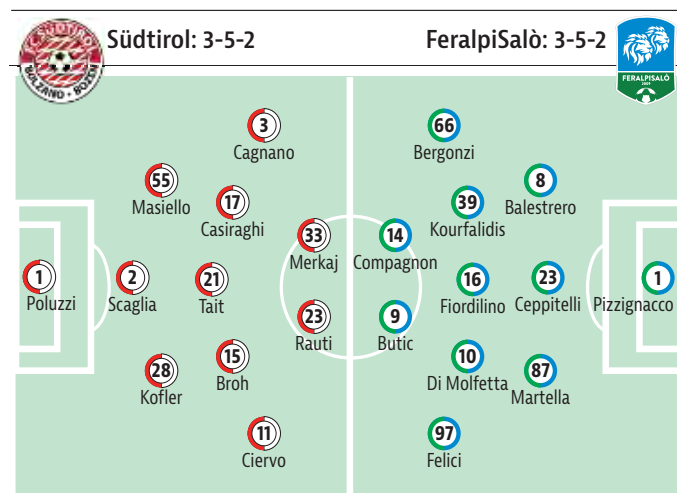 Südtirol: 3-5-2
FeralpiSalò: 3-5-2
BOLZANO - BOZEN
FERALPISALÒ
3
Cagnano
66
Bergonzi
55
Masiello
8
Balestrero
17
Casiraghi
39
Kourfalidis
33
Merkaj
14
Compagnon
1
Poluzzi
2
Scaglia
21
Tait
16
Fiordilino
23
Ceppitelli
1
Pizzignacco
23
Rauti
9
Butic
15
Broh
10
Di Molfetta
28
Kofler
87
Martella
11
Ciervo
97
Felici